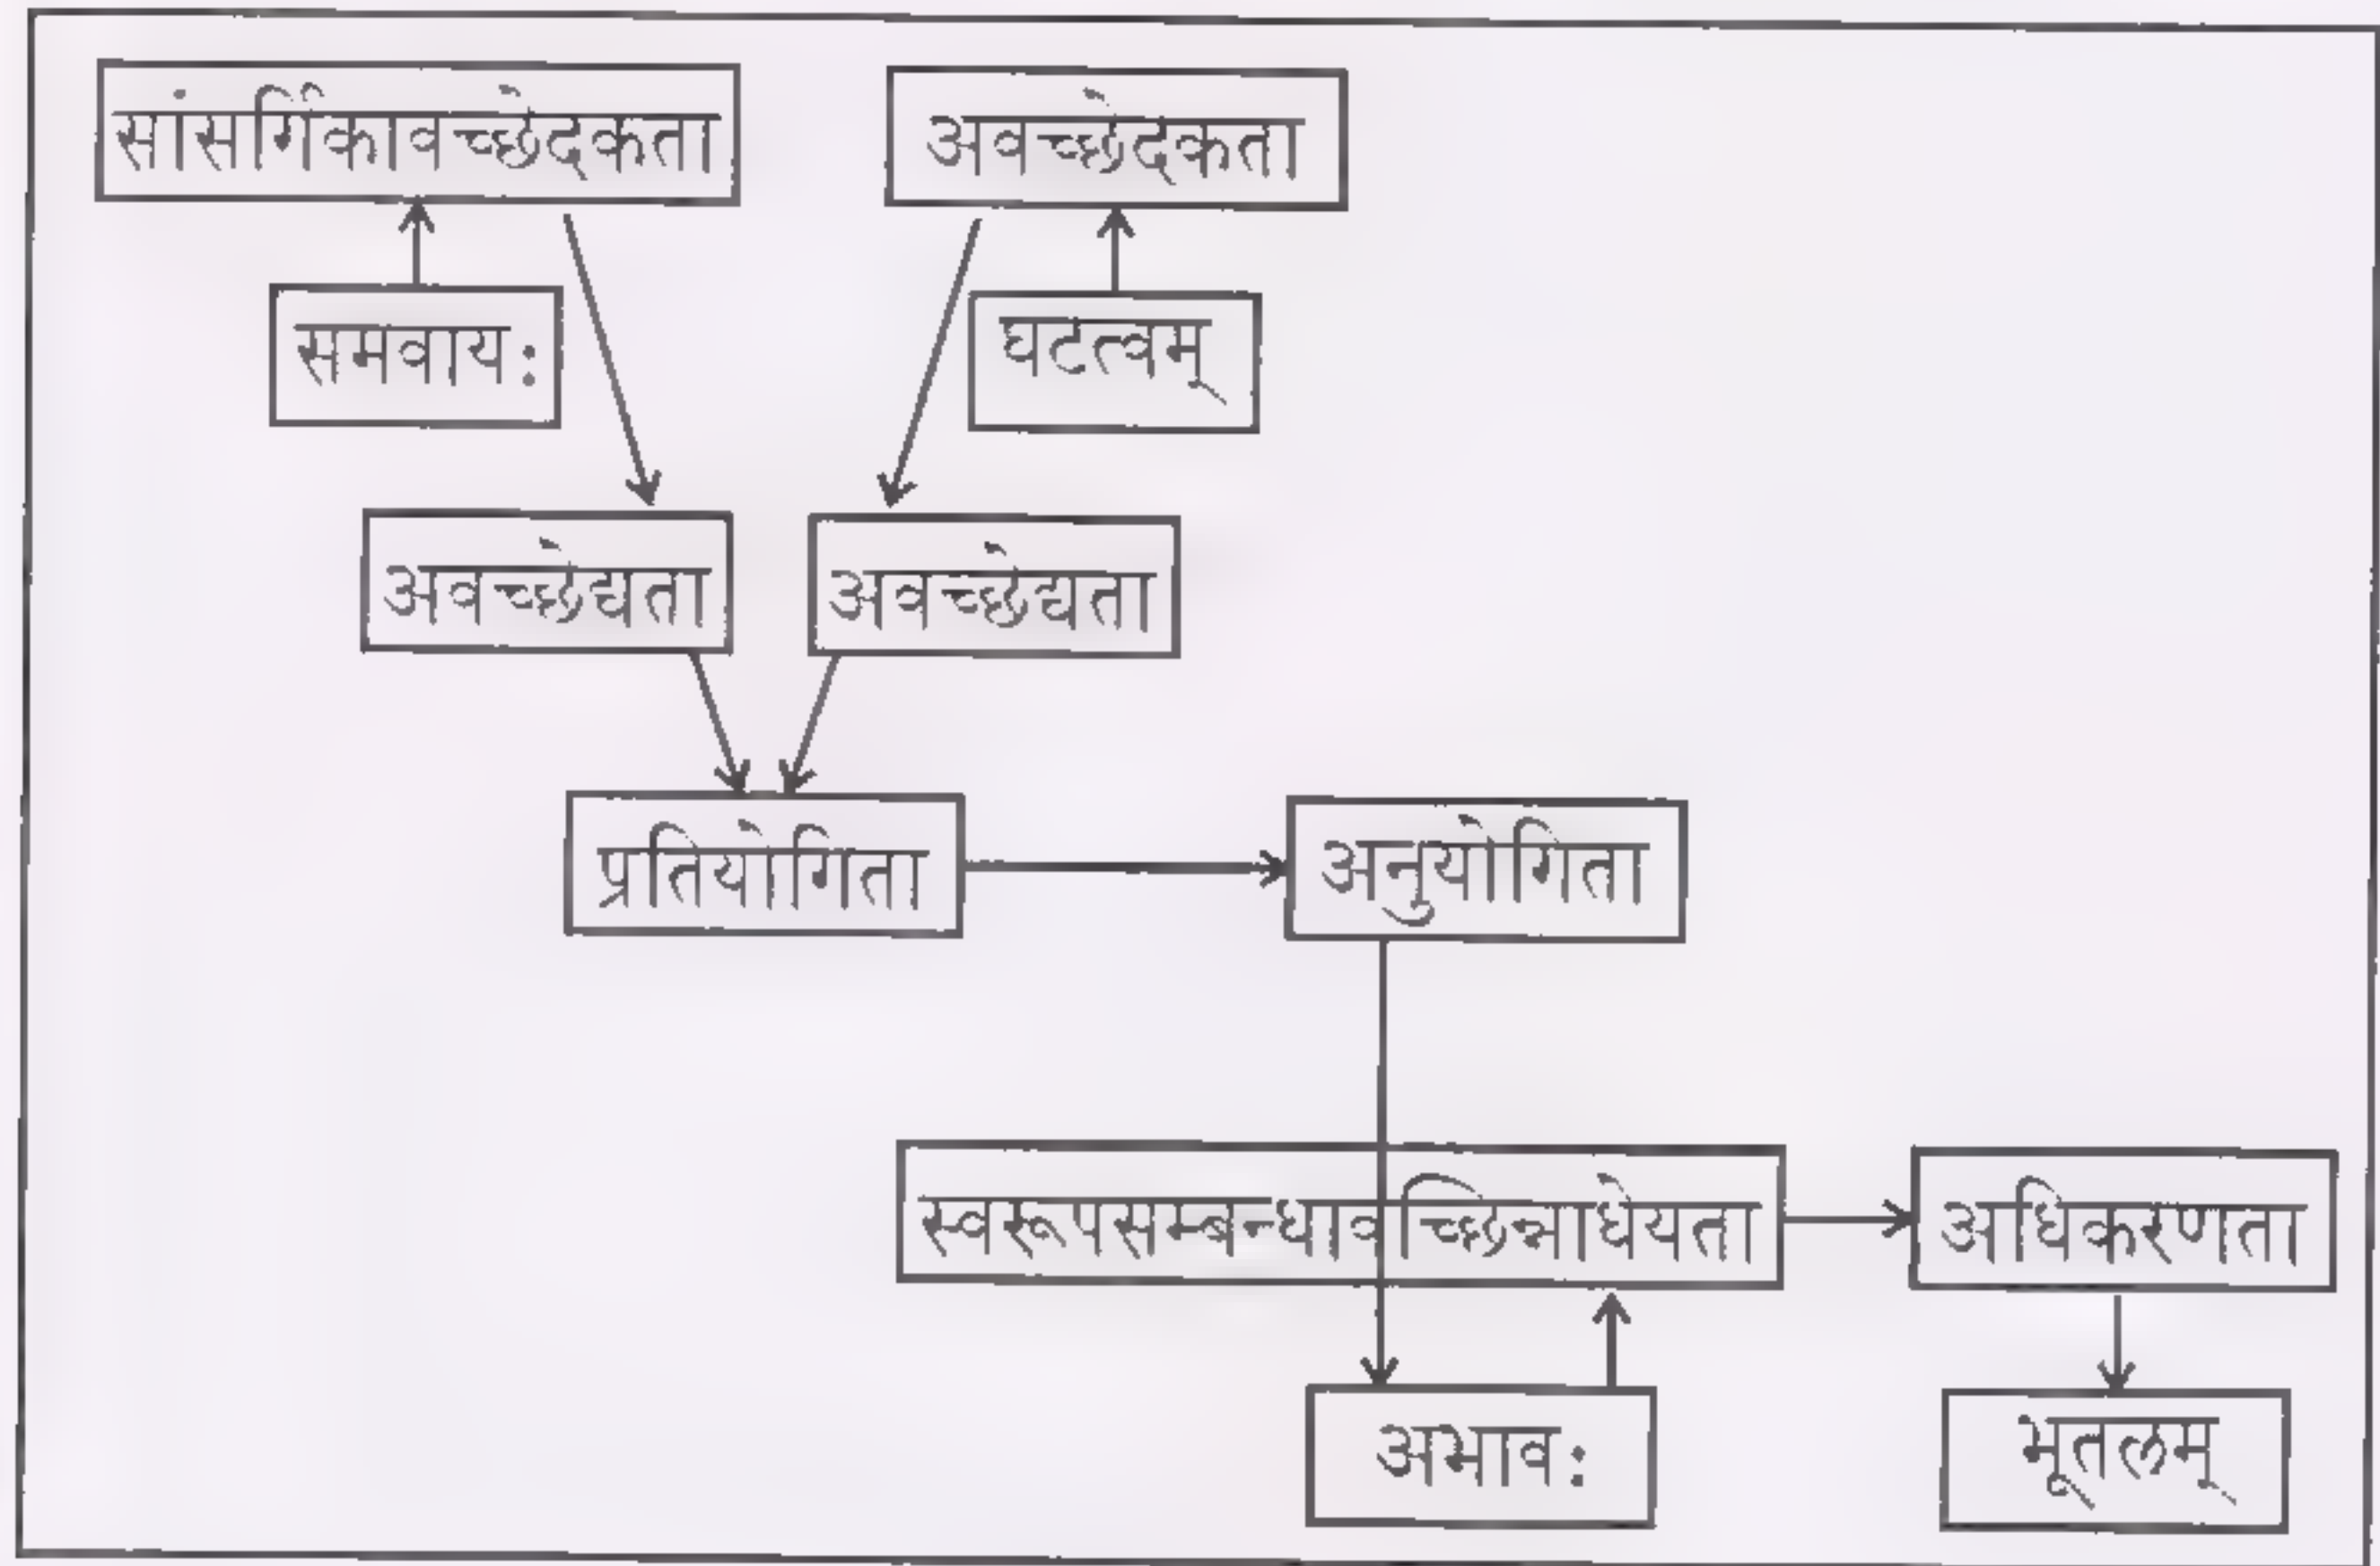 सांसर्गिकावच्छेदकता
अवच्छेदकता
समवायः
घटत्वम्
अवच्छेद्यता
अवच्छेद्यता
प्रतियोगिता
अनुयोगिता
स्वरूपसम्बन्धावच्छिन्नाधेयता
अधिकरणता
अभावः
भूतलम्